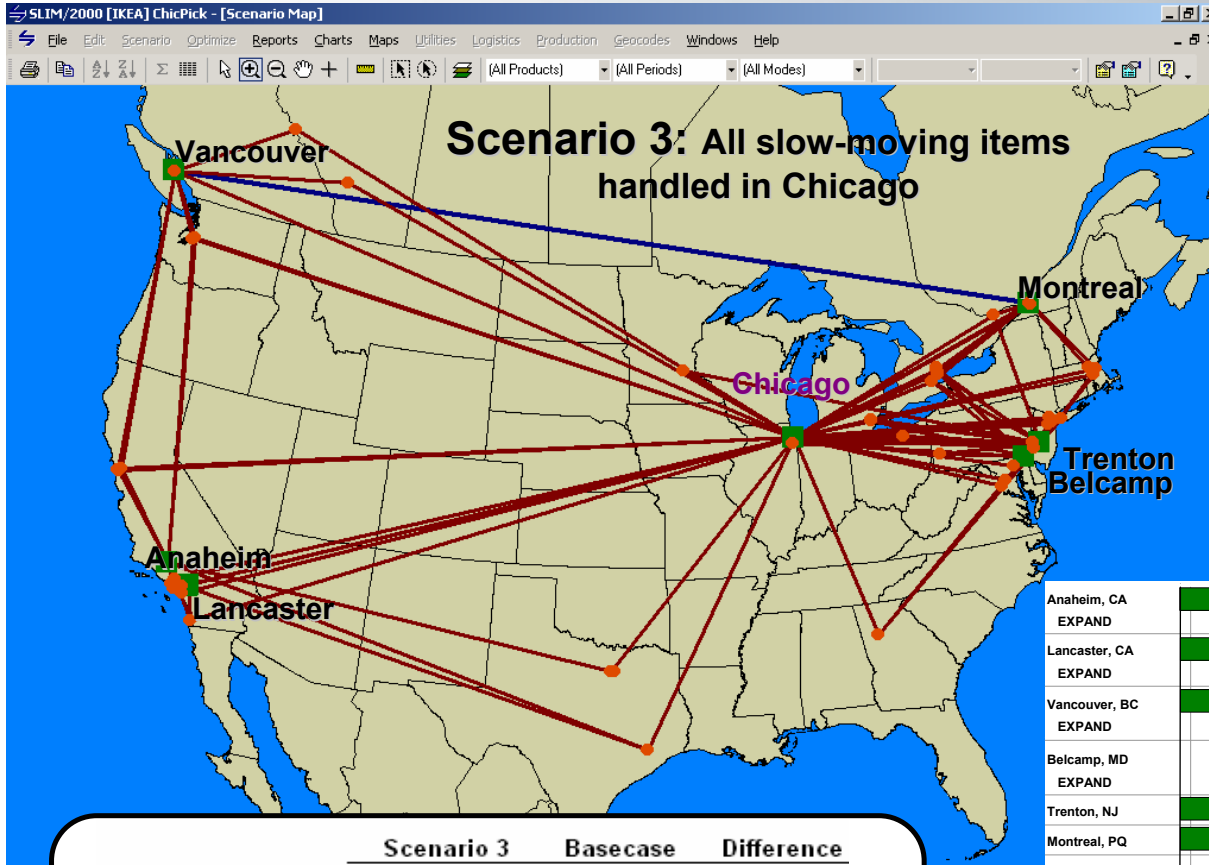 SLIM/2000 [IKEA] ChicPick - [Scenario Map]
File Edit Scenario Optimize Reports Charts Maps Utilities Logistics Production Geocodes Windows Help
(All Products) (All Periods) (All Modes)
Scenario 3: All slow-moving items
handled in Chicago
Vancouver
Montreal
Chicago
Trenton
Belcamp
Anaheim
Lancaster
Anaheim, CA
EXPAND
Lancaster, CA
EXPAND
Vancouver, BC
EXPAND
Belcamp, MD
EXPAND
Trenton, NJ
Montreal, PQ
Scenario 3 Basecase Difference